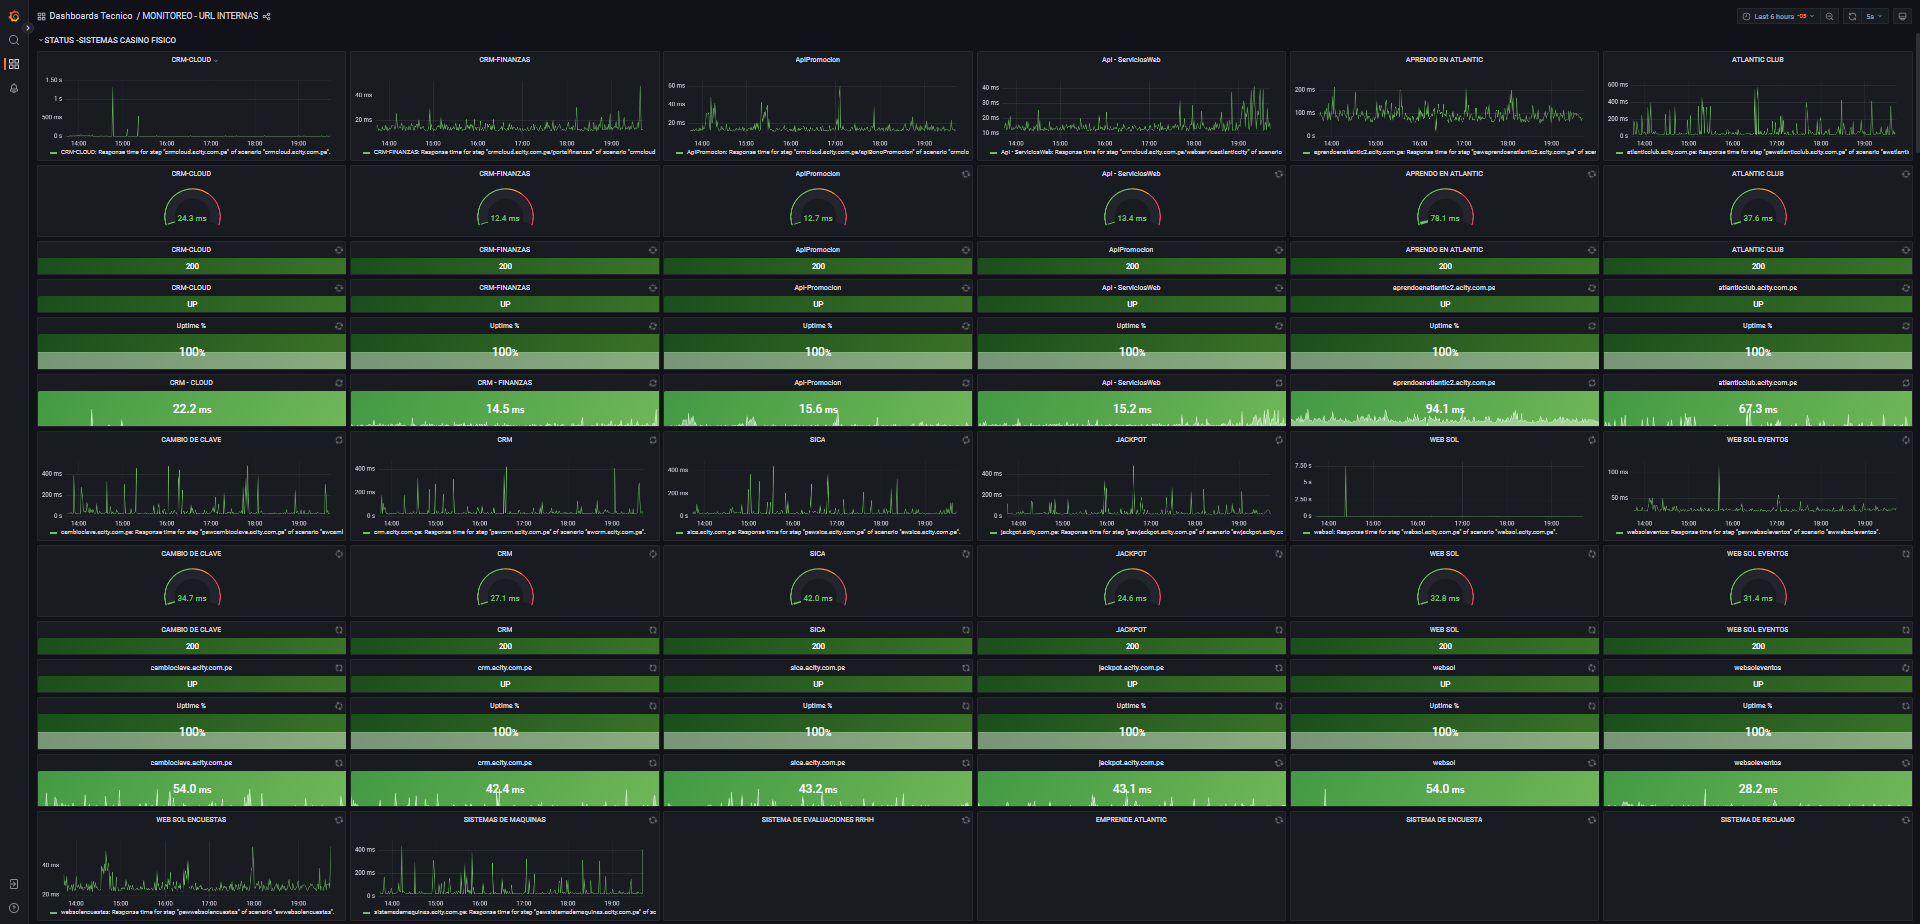 Dashboards Tecnico / MONITOREO - URL INTERNAS
Last 6 hours -05
5s
STATUS -SISTEMAS CASINO FISICO
CRM-CLOUD
1.50 s
1 s
500 ms
0 s
14:00 15:00 16:00 17:00 18:00 19:00
CRM-CLOUD: Response time for step "crmcloud.acity.com.pe" of scenario "crmcloud.acity.com.pe".
CRM-FINANZAS
40 ms
20 ms
14:00 15:00 16:00 17:00 18:00 19:00
CRM-FINANZAS: Response time for step "crmcloud.acity.com.pe/portalfinanzas" of scenario "crmcloud
ApiPromocion
60 ms
40 ms
20 ms
14:00 15:00 16:00 17:00 18:00 19:00
ApiPromocion: Response time for step "crmcloud.acity.com.pe/apiBonoPromocion" of scenario "crmclo
Api - ServiciosWeb
40 ms
30 ms
20 ms
10 ms
14:00 15:00 16:00 17:00 18:00 19:00
Api - ServiciosWeb: Response time for step "crmcloud.acity.com.pe/webserviceatlanticcity" of scenario
APRENDO EN ATLANTIC
200 ms
100 ms
0 s
14:00 15:00 16:00 17:00 18:00 19:00
aprendoenatlantic2.acity.com.pe: Response time for step "pewaprendoenatlantic2.acity.com.pe" of sce
ATLANTIC CLUB
600 ms
400 ms
200 ms
0 s
14:00 15:00 16:00 17:00 18:00 19:00
atlanticclub.acity.com.pe: Response time for step "pewatlanticclub.acity.com.pe" of scenario "ewatlanti
CRM-CLOUD CRM-FINANZAS ApiPromocion Api - ServiciosWeb APRENDO EN ATLANTIC ATLANTIC CLUB
24.3 ms 12.4 ms 12.7 ms 13.4 ms 78.1 ms 37.6 ms
CRM-CLOUD CRM-FINANZAS ApiPromocion ApiPromocion APRENDO EN ATLANTIC ATLANTIC CLUB
200 200 200 200 200 200
CRM-CLOUD CRM-FINANZAS Api-Promocion Api - ServiciosWeb aprendoenatlantic2.acity.com.pe atlanticclub.acity.com.pe
UP UP UP UP UP UP
Uptime % Uptime % Uptime % Uptime % Uptime % Uptime %
100% 100% 100% 100% 100% 100%
CRM - CLOUD CRM - FINANZAS Api-Promocion Api - ServiciosWeb aprendoenatlantic2.acity.com.pe atlanticclub.acity.com.pe
22.2 ms 14.5 ms 15.6 ms 15.2 ms 94.1 ms 67.3 ms
CAMBIO DE CLAVE
400 ms
200 ms
0 s
14:00 15:00 16:00 17:00 18:00 19:00
cambioclave.acity.com.pe: Response time for step "pewcambioclave.acity.com.pe" of scenario "ewcaml
CRM
400 ms
200 ms
0 s
14:00 15:00 16:00 17:00 18:00 19:00
crm.acity.com.pe: Response time for step "pewcrm.acity.com.pe" of scenario "ewcrm.acity.com.pe".
SICA
400 ms
200 ms
0 s
14:00 15:00 16:00 17:00 18:00 19:00
sica.acity.com.pe: Response time for step "pewsica.acity.com.pe" of scenario "ewsica.acity.com.pe".
JACKPOT
400 ms
200 ms
0 s
14:00 15:00 16:00 17:00 18:00 19:00
jackpot.acity.com.pe: Response time for step "pewjackpot.acity.com.pe" of scenario "ewjackpot.acity.cc
WEB SOL
7.50 s
5 s
2.50 s
0 s
14:00 15:00 16:00 17:00 18:00 19:00
websol: Response time for step "websol.acity.com.pe" of scenario "websol.acity.com.pe".
WEB SOL EVENTOS
100 ms
50 ms
14:00 15:00 16:00 17:00 18:00 19:00
websoleventos: Response time for step "pewwebsoleventos" of scenario "ewwebsoleventos".
CAMBIO DE CLAVE CRM SICA JACKPOT WEB SOL WEB SOL EVENTOS
34.7 ms 27.1 ms 42.0 ms 24.6 ms 32.8 ms 31.4 ms
CAMBIO DE CLAVE CRM SICA JACKPOT WEB SOL WEB SOL EVENTOS
200 200 200 200 200 200
cambioclave.acity.com.pe crm.acity.com.pe sica.acity.com.pe jackpot.acity.com.pe websol websoleventos
UP UP UP UP UP UP
Uptime % Uptime % Uptime % Uptime % Uptime % Uptime %
100% 100% 100% 100% 100% 100%
cambioclave.acity.com.pe crm.acity.com.pe sica.acity.com.pe jackpot.acity.com.pe websol websoleventos
54.0 ms 42.4 ms 43.2 ms 43.1 ms 54.0 ms 28.2 ms
WEB SOL ENCUESTAS
40 ms
20 ms
14:00 15:00 16:00 17:00 18:00 19:00
websolencuestas: Response time for step "pewwebsolencuestas" of scenario "ewwebsolencuestas".
SISTEMAS DE MAQUINAS
400 ms
200 ms
0 s
14:00 15:00 16:00 17:00 18:00 19:00
sistemasdemaquinas.acity.com.pe: Response time for step "pewsistemasdemaquinas.acity.com.pe" of sc
SISTEMA DE EVALUACIONES RRHH
EMPRENDE ATLANTIC
SISTEMA DE ENCUESTA
SISTEMA DE RECLAMO